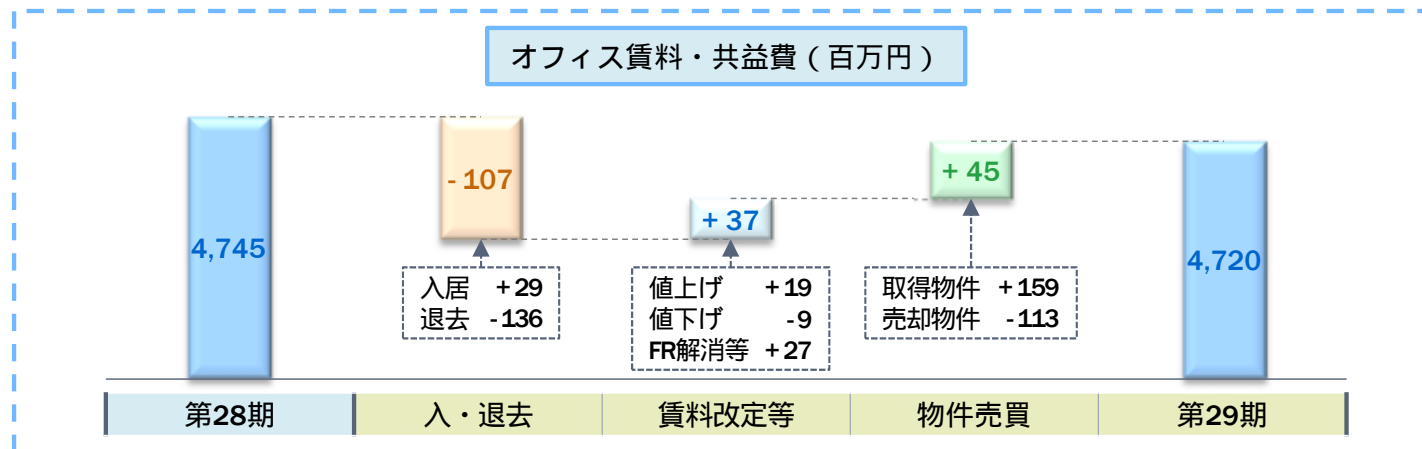 オフィス賃料・共益費（百万円）
4,745
- 107
+ 37
+ 45
4,720
入居 +29
退去 -136
値上げ +19
値下げ -9
FR解消等 +27
取得物件 +159
売却物件 -113
第28期 入・退去 賃料改定等 物件売買 第29期